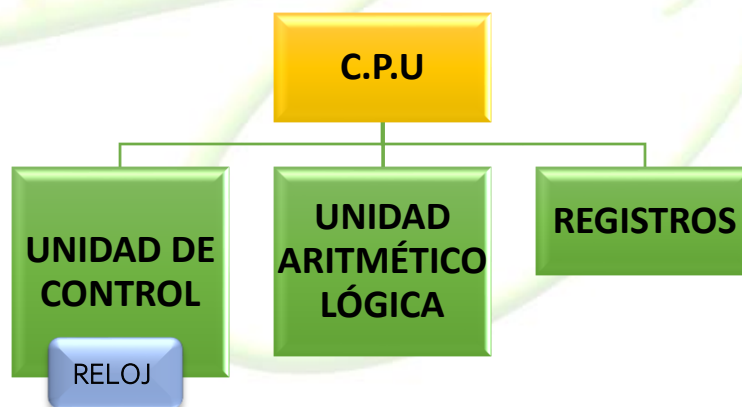 C.P.U
UNIDAD DE
CONTROL
RELOJ
UNIDAD
ARITMÉTICO
LÓGICA
REGISTROS